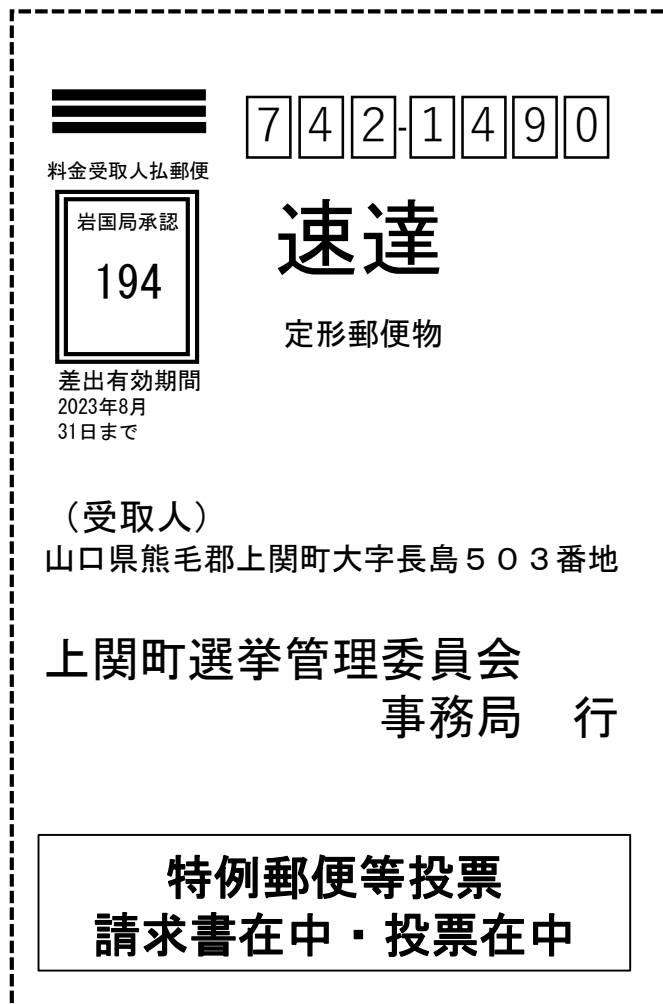 742-1490
料金受取人払郵便
岩国局承認
194
速達
定形郵便物
差出有効期間
2023年8月
31日まで
（受取人）
山口県熊毛郡上関町大字長島５０３番地
上関町選挙管理委員会
事務局　行
特例郵便等投票
請求書在中・投票在中